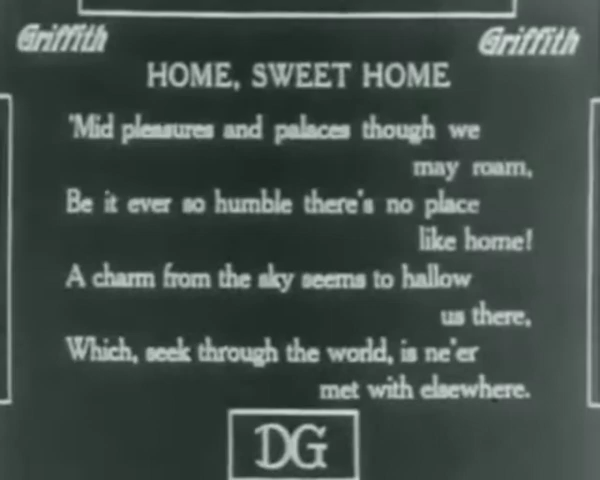 Griffith
Griffith
HOME, SWEET HOME
'Mid pleasures and palaces though we
may roam,
Be it ever so humble there's no place
like home!
A charm from the sky seems to hallow
us there,
Which, seek through the world, is ne'er
met with elsewhere.
DG